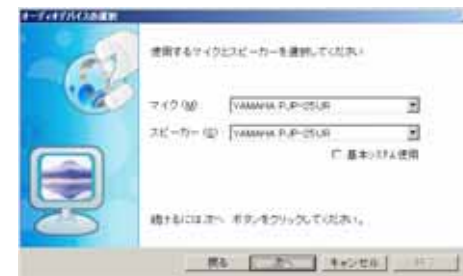 オーディオデバイスの選択
使用するマイクとスピーカーを選択してください
マイク(M) YAMAHA PJP-25UR
スピーカー(S) YAMAHA PJP-25UR
基本システム使用
続けるには 次へ ボタンをクリックしてください。
戻る 次へ キャンセル 終了